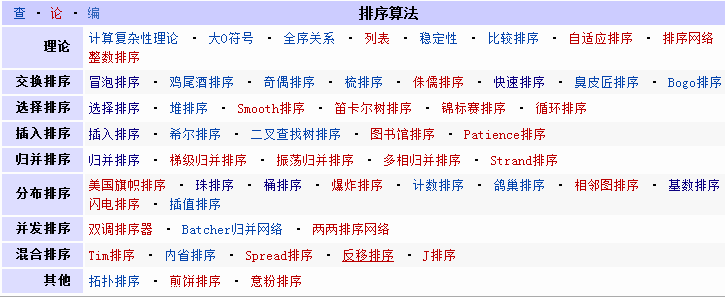 查 · 论 · 编 排序算法
理论 计算复杂性理论 · 大O符号 · 全序关系 · 列表 · 稳定性 · 比较排序 · 自适应排序 · 排序网络
整数排序
交换排序 冒泡排序 · 鸡尾酒排序 · 奇偶排序 · 梳排序 · 侏儒排序 · 快速排序 · 臭皮匠排序 · Bogo排序
选择排序 选择排序 · 堆排序 · Smooth排序 · 笛卡尔树排序 · 锦标赛排序 · 循环排序
插入排序 插入排序 · 希尔排序 · 二叉查找树排序 · 图书馆排序 · Patience排序
归并排序 归并排序 · 梯级归并排序 · 振荡归并排序 · 多相归并排序 · Strand排序
分布排序 美国旗帜排序 · 珠排序 · 桶排序 · 爆炸排序 · 计数排序 · 鸽巢排序 · 相邻图排序 · 基数排序
闪电排序 · 插值排序
并发排序 双调排序器 · Batcher归并网络 · 两两排序网络
混合排序 Tim排序 · 内省排序 · Spread排序 · 反移排序 · J排序
其他 拓扑排序 · 煎饼排序 · 意粉排序